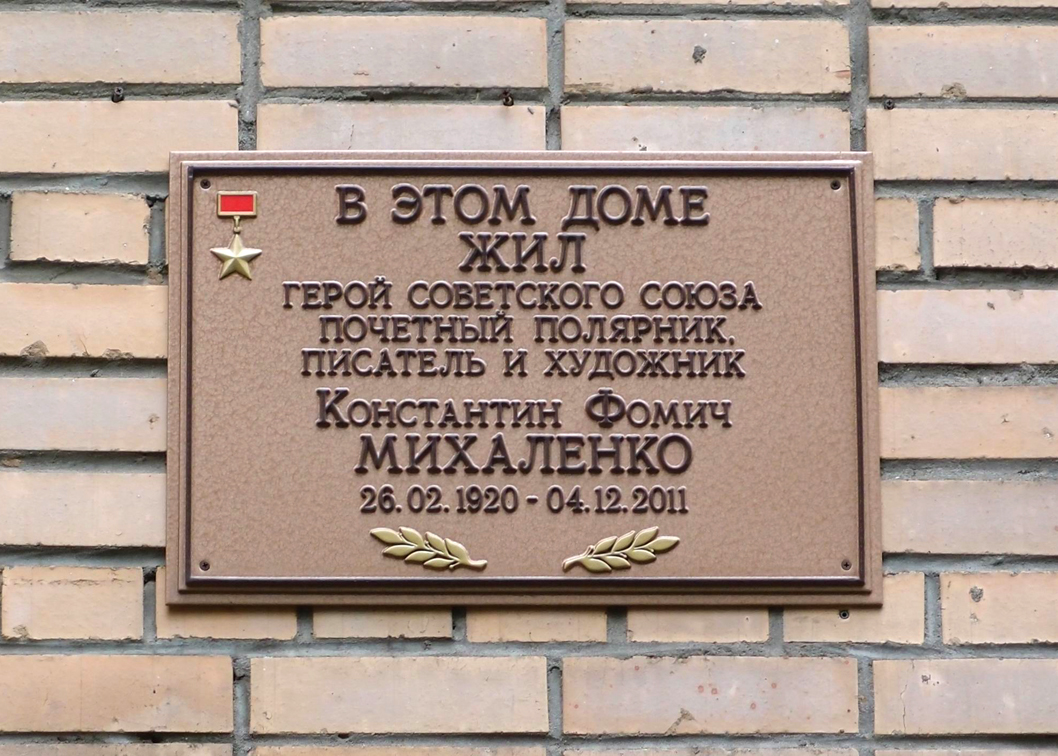 В ЭТОМ ДОМЕ
ЖИЛ
ГЕРОЙ СОВЕТСКОГО СОЮЗА
ПОЧЕТНЫЙ ПОЛЯРНИК,
ПИСАТЕЛЬ И ХУДОЖНИК
КОНСТАНТИН ФОМИЧ
МИХАЛЕНКО
26.02.1920 - 04.12.2011